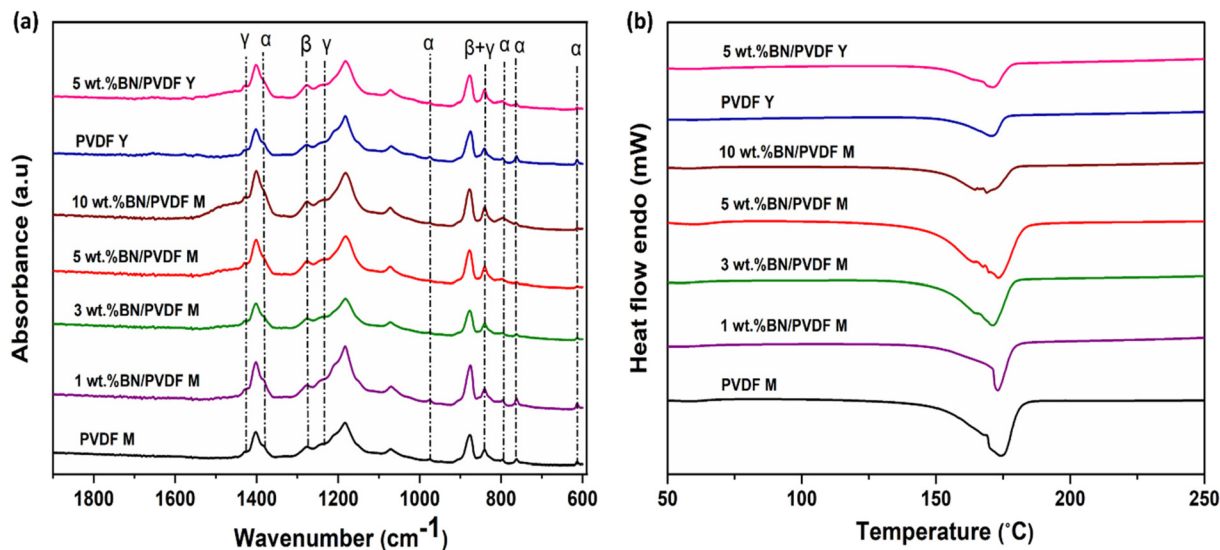 (a)
γ α β γ α β+γ α α α
5 wt.%BN/PVDF Y
PVDF Y
10 wt.%BN/PVDF M
5 wt.%BN/PVDF M
3 wt.%BN/PVDF M
1 wt.%BN/PVDF M
PVDF M
Absorbance (a.u)
1800 1600 1400 1200 1000 800 600
Wavenumber (cm-1)
(b)
5 wt.%BN/PVDF Y
PVDF Y
10 wt.%BN/PVDF M
5 wt.%BN/PVDF M
3 wt.%BN/PVDF M
1 wt.%BN/PVDF M
PVDF M
Heat flow endo (mW)
50 100 150 200 250
Temperature (˚C)